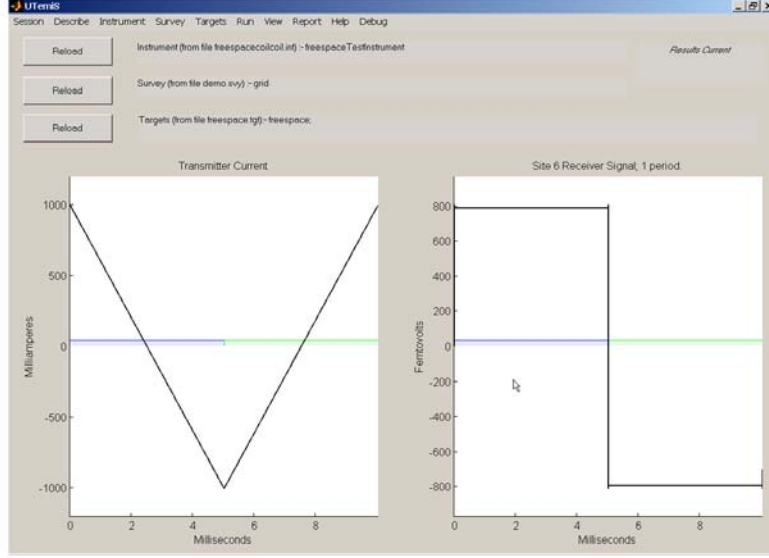 UTemiS
Session Describe Instrument Survey Targets Run View Report Help Debug
Reload
Instrument (from file freespacecoilcoil.int) :- freespaceTestInstrument
Results Current
Reload
Survey (from file demo.svy) :- grid
Reload
Targets (from file freespace.tgt):- freespace;
Transmitter Current
Site 6 Receiver Signal, 1 period.
1000
500
0
-500
-1000
Milliamperes
0 2 4 6 8
Milliseconds
800
600
400
200
0
-200
-400
-600
-800
Femtovolts
0 2 4 6 8
Milliseconds